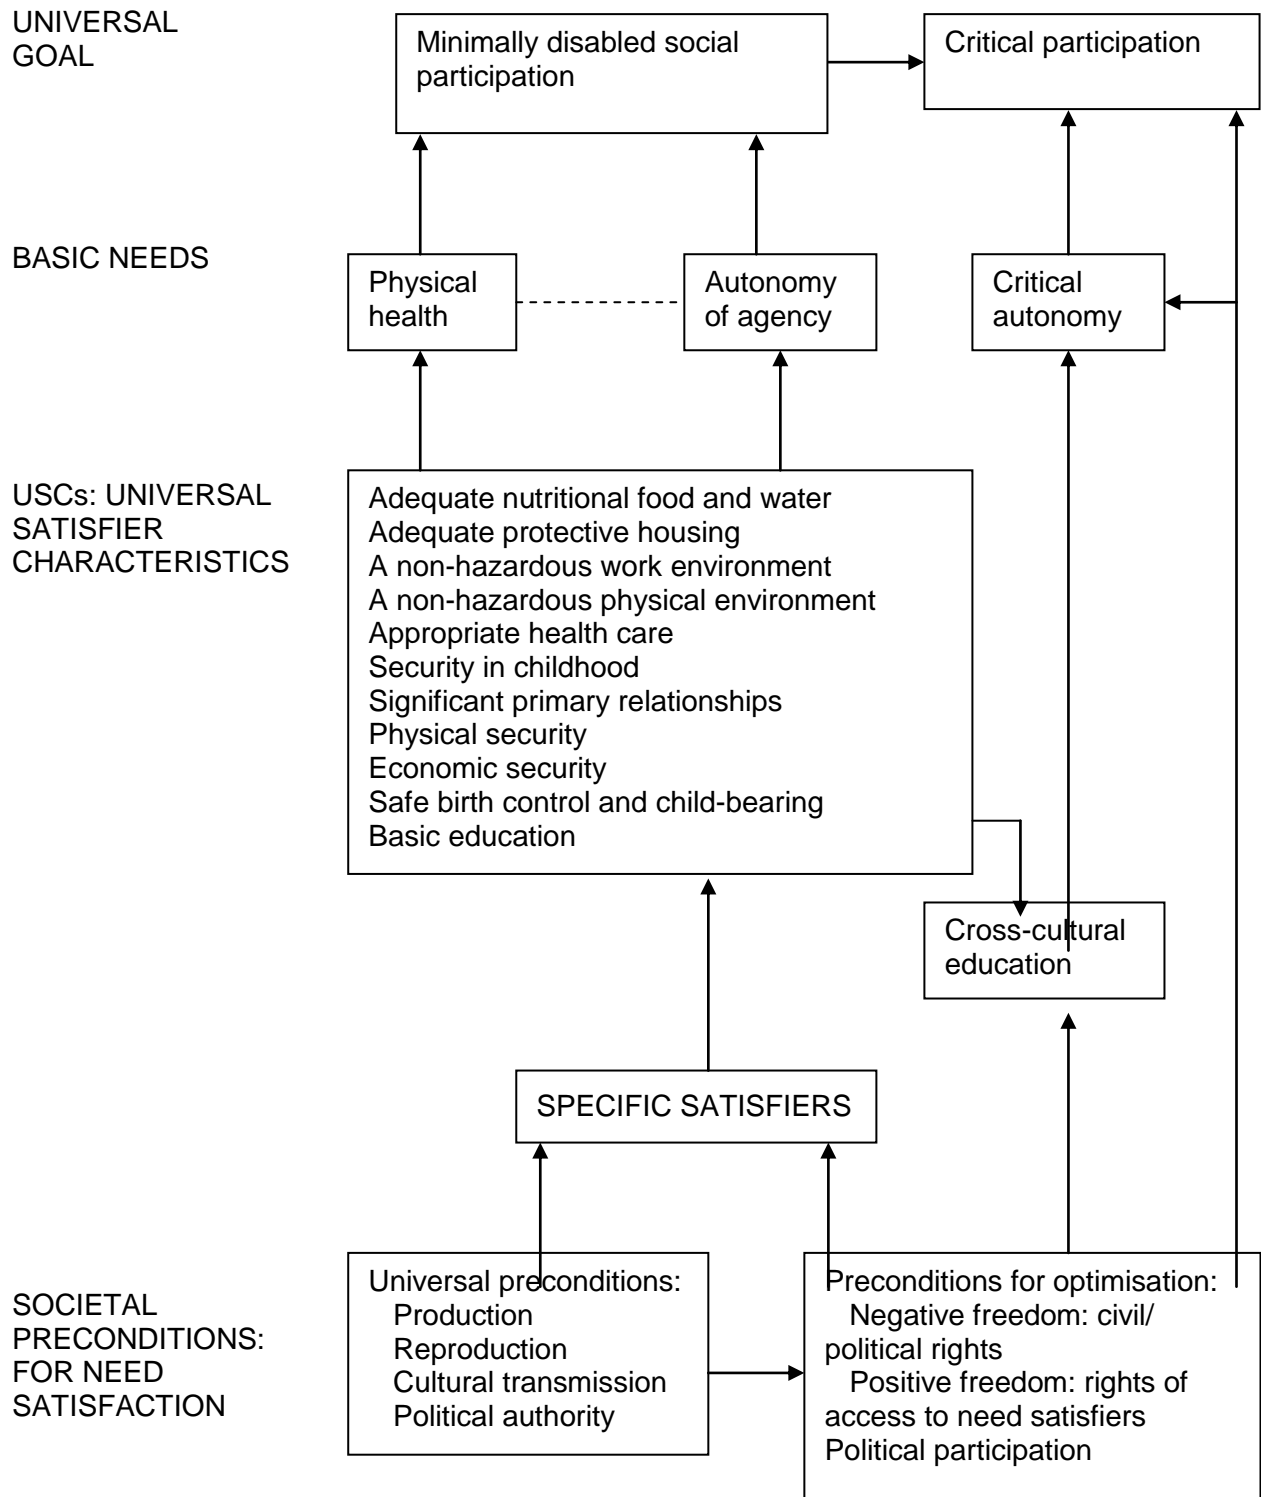 UNIVERSAL
GOAL
Minimally disabled social
participation
Critical participation
BASIC NEEDS
Physical
health
Autonomy
of agency
Critical
autonomy
USCs: UNIVERSAL
SATISFIER
CHARACTERISTICS
Adequate nutritional food and water
Adequate protective housing
A non-hazardous work environment
A non-hazardous physical environment
Appropriate health care
Security in childhood
Significant primary relationships
Physical security
Economic security
Safe birth control and child-bearing
Basic education
Cross-cultural
education
SPECIFIC SATISFIERS
SOCIETAL
PRECONDITIONS:
FOR NEED
SATISFACTION
Universal preconditions:
Production
Reproduction
Cultural transmission
Political authority
Preconditions for optimisation:
Negative freedom: civil/
political rights
Positive freedom: rights of
access to need satisfiers
Political participation